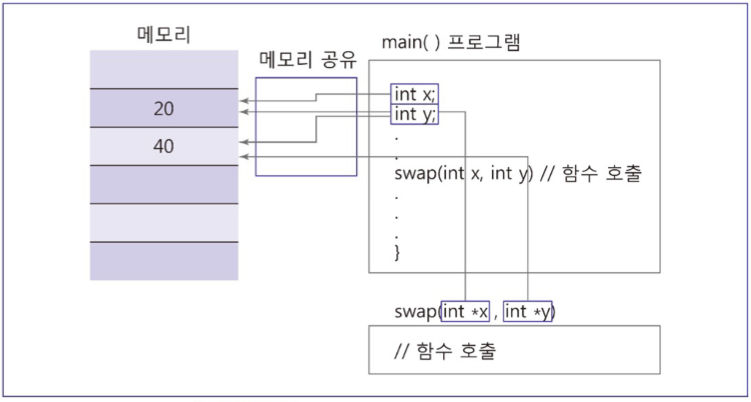 메모리
메모리 공유
main( ) 프로그램
20
40
int x;
int y;
.
.
swap(int x, int y) // 함수 호출
.
.
.
}
swap(int *x , int *y)
// 함수 호출